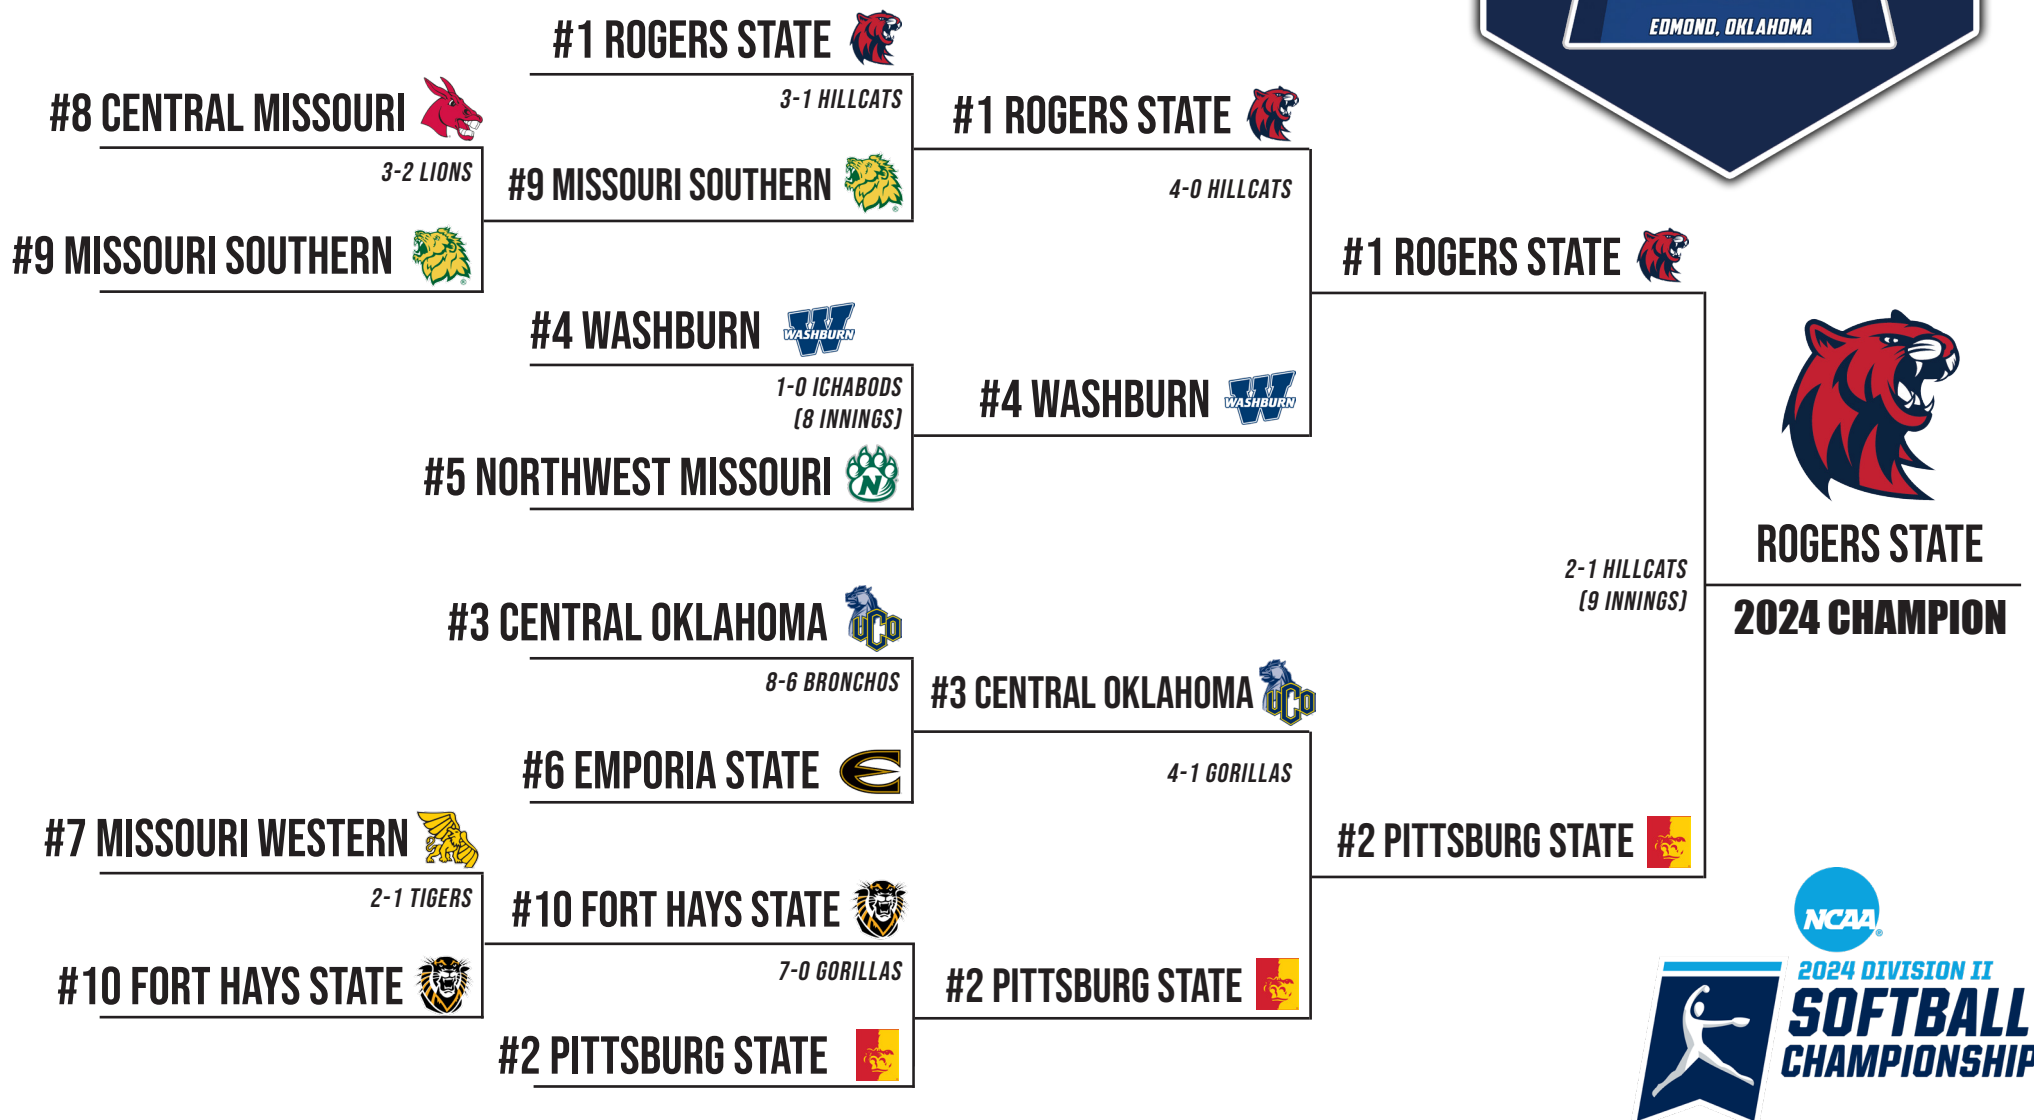 EDMOND, OKLAHOMA
#1 ROGERS STATE
3-1 HILLCATS
#8 CENTRAL MISSOURI
3-2 LIONS
#9 MISSOURI SOUTHERN
#9 MISSOURI SOUTHERN
#1 ROGERS STATE
4-0 HILLCATS
#4 WASHBURN
WASHBURN
1-0 ICHABODS
(8 INNINGS)
#5 NORTHWEST MISSOURI
N
#4 WASHBURN
WASHBURN
#1 ROGERS STATE
2-1 HILLCATS
(9 INNINGS)
ROGERS STATE
2024 CHAMPION
#3 CENTRAL OKLAHOMA
UCO
8-6 BRONCHOS
#6 EMPORIA STATE
E
#3 CENTRAL OKLAHOMA
UCO
4-1 GORILLAS
#7 MISSOURI WESTERN
2-1 TIGERS
#10 FORT HAYS STATE
#10 FORT HAYS STATE
7-0 GORILLAS
#2 PITTSBURG STATE
#2 PITTSBURG STATE
#2 PITTSBURG STATE
NCAA
2024 DIVISION II
SOFTBALL
CHAMPIONSHIP